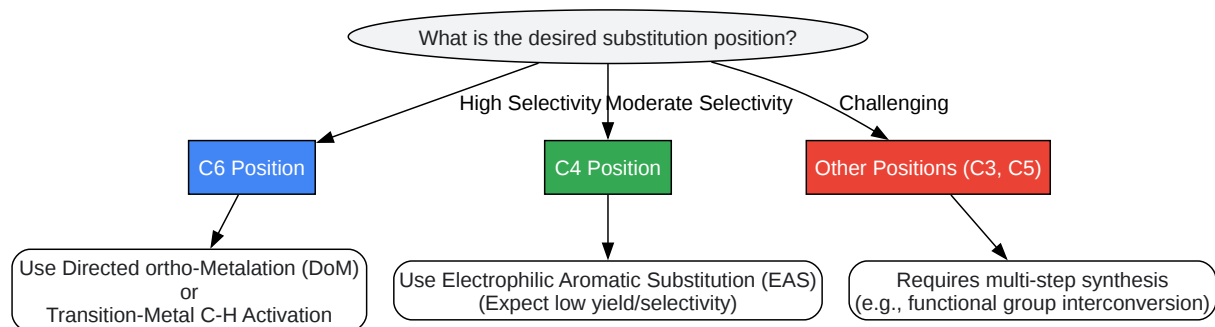 What is the desired substitution position?
High Selectivity
Moderate Selectivity
Challenging
C6 Position
C4 Position
Other Positions (C3, C5)
Use Directed ortho-Metalation (DoM)
or
Transition-Metal C-H Activation
Use Electrophilic Aromatic Substitution (EAS)
(Expect low yield/selectivity)
Requires multi-step synthesis
(e.g., functional group interconversion)